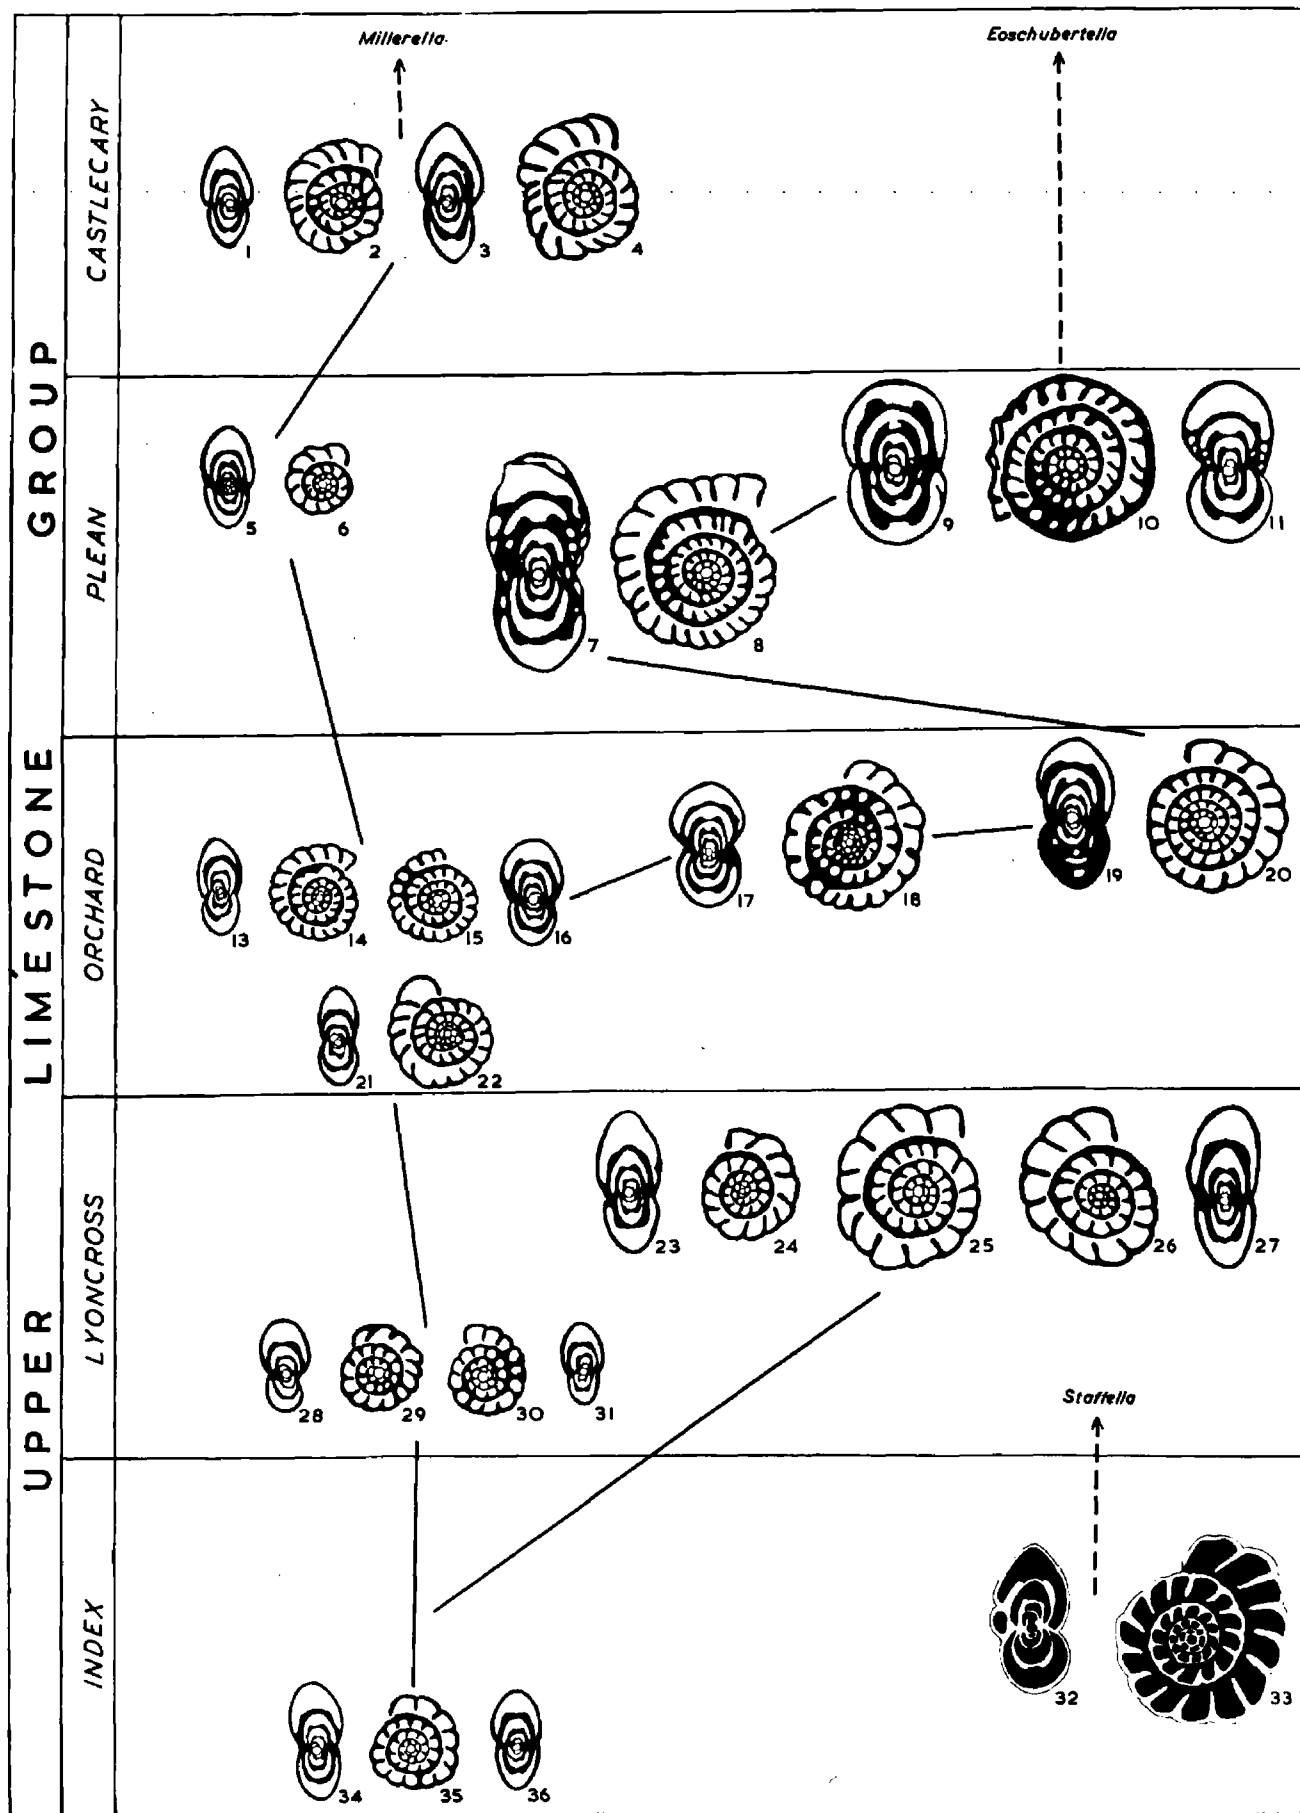 UPPER LIMESTONE GROUP
CASTLECARY
Millerella
Eoschubertella
1 2 3 4
PLEAN
5 6 7 8 9 10 11
ORCHARD
13 14 15 16 17 18 19 20
21 22
LYONCROSS
23 24 25 26 27
28 29 30 31
INDEX
Staffella
32 33
34 35 36